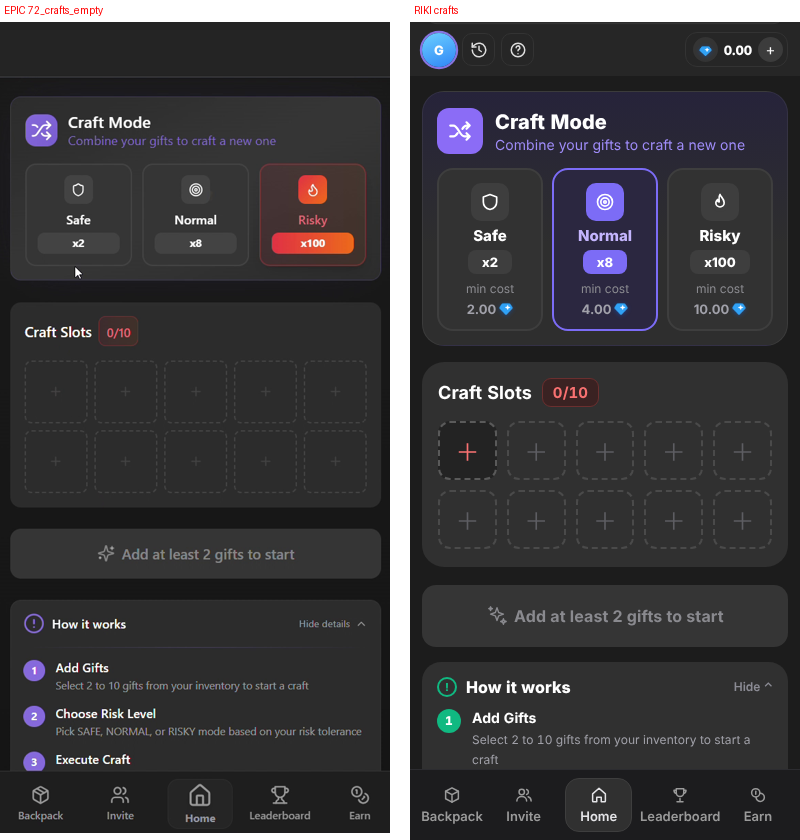 EPIC 72_crafts_empty
Craft Mode
Combine your gifts to craft a new one
Safe Normal Risky
x2 x8 x100
Craft Slots 0/10
Add at least 2 gifts to start
How it works Hide details
1 Add Gifts
Select 2 to 10 gifts from your inventory to start a craft
2 Choose Risk Level
Pick SAFE, NORMAL, or RISKY mode based on your risk tolerance
3 Execute Craft
Backpack Invite Home Leaderboard Earn
RIKI crafts
G 0.00 +
Craft Mode
Combine your gifts to craft a new one
Safe Normal Risky
x2 x8 x100
min cost min cost min cost
2.00 4.00 10.00
Craft Slots 0/10
Add at least 2 gifts to start
How it works Hide
1 Add Gifts
Select 2 to 10 gifts from your inventory to start a
craft
Backpack Invite Home Leaderboard Earn